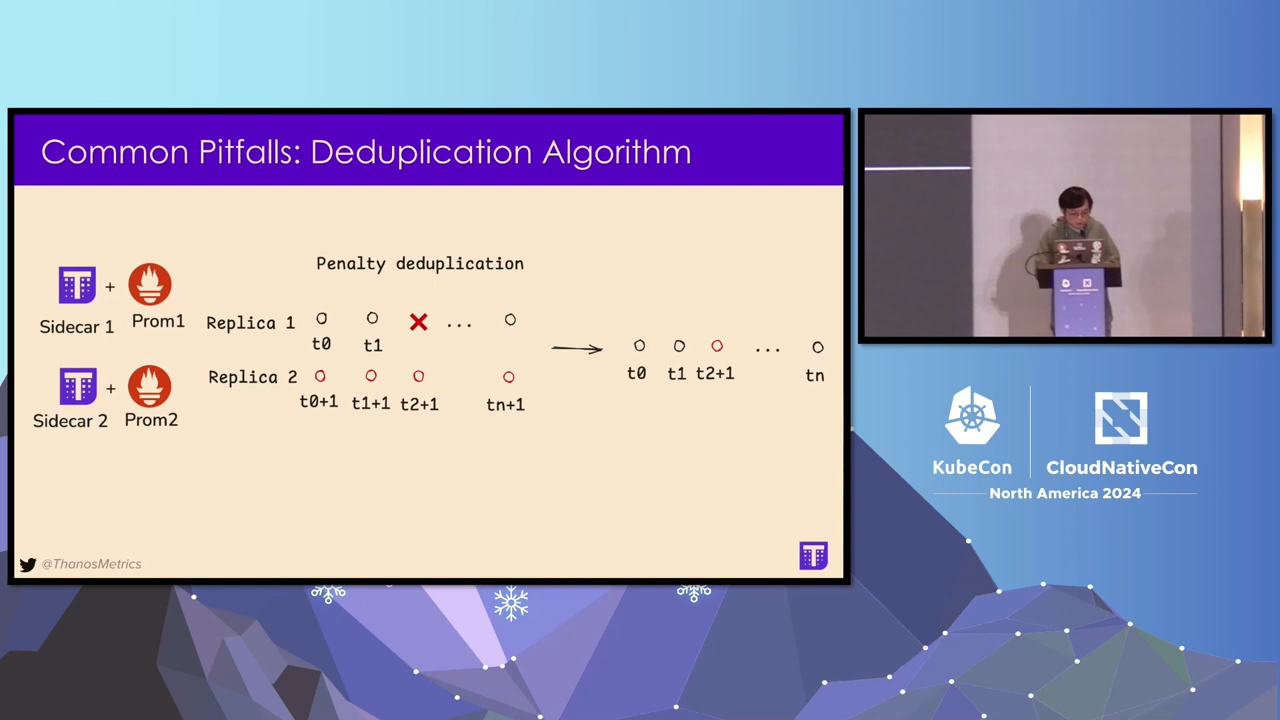 Common Pitfalls: Deduplication Algorithm
Penalty deduplication
+
Sidecar 1
Prom1
Replica 1
t0
t1
...
+
Sidecar 2
Prom2
Replica 2
t0+1
t1+1
t2+1
tn+1
t0
t1
t2+1
...
tn
@ThanosMetrics
KubeCon
CloudNativeCon
North America 2024